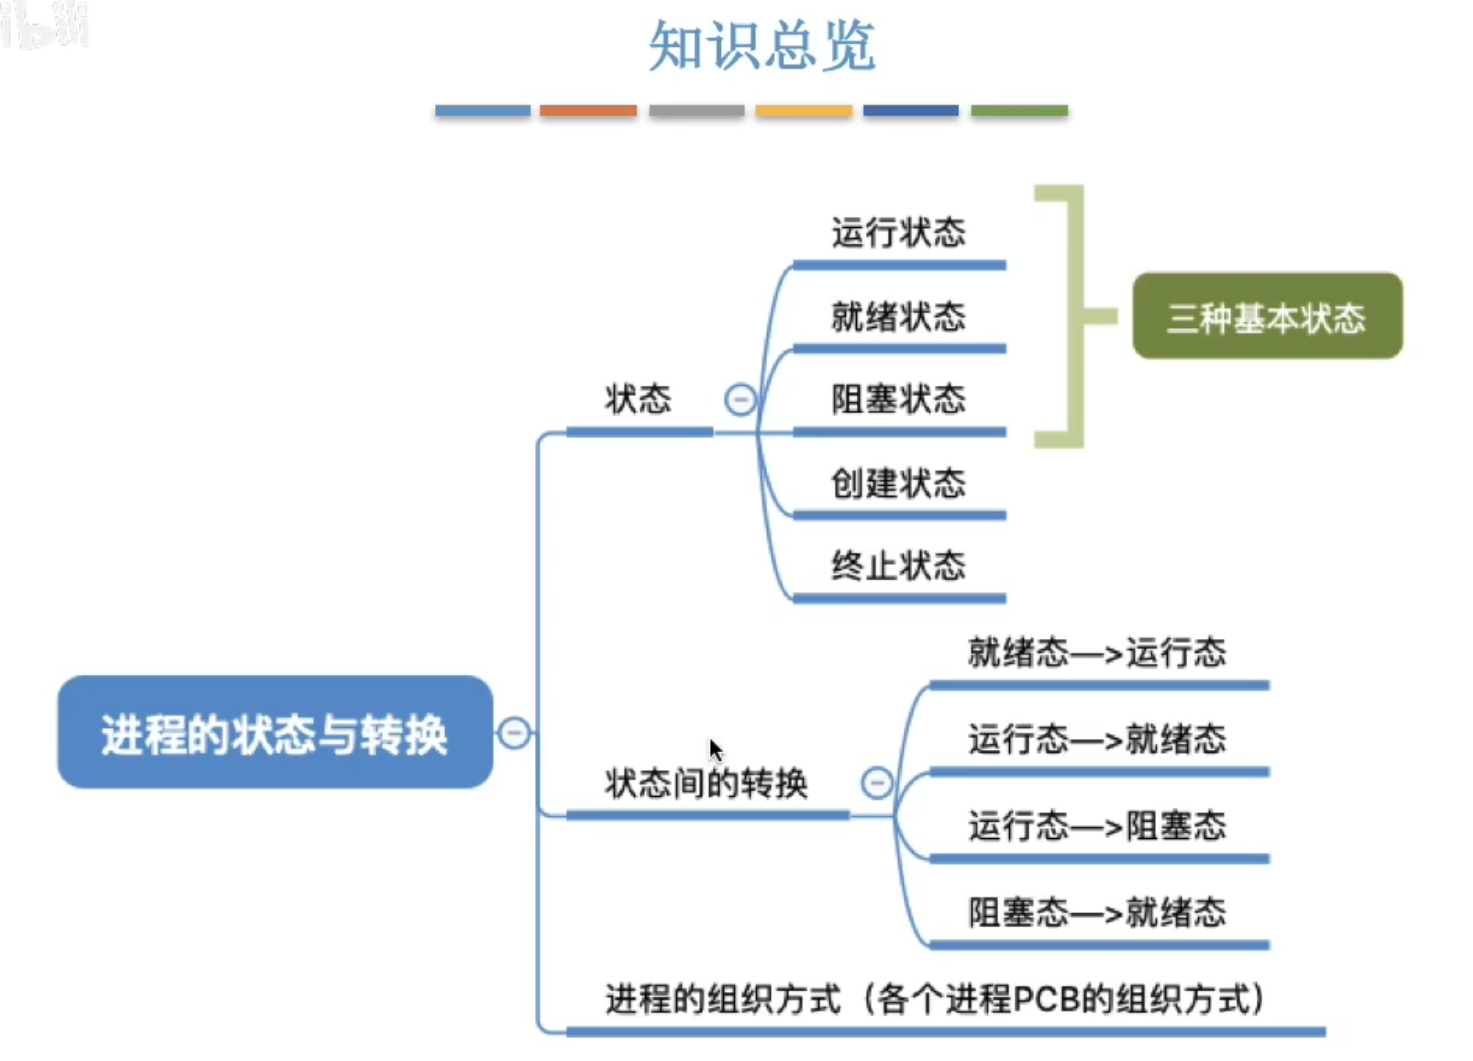 知识总览
运行状态
就绪状态
三种基本状态
状态
阻塞状态
创建状态
终止状态
就绪态—>运行态
进程的状态与转换
运行态—>就绪态
状态间的转换
运行态—>阻塞态
阻塞态—>就绪态
进程的组织方式（各个进程PCB的组织方式）